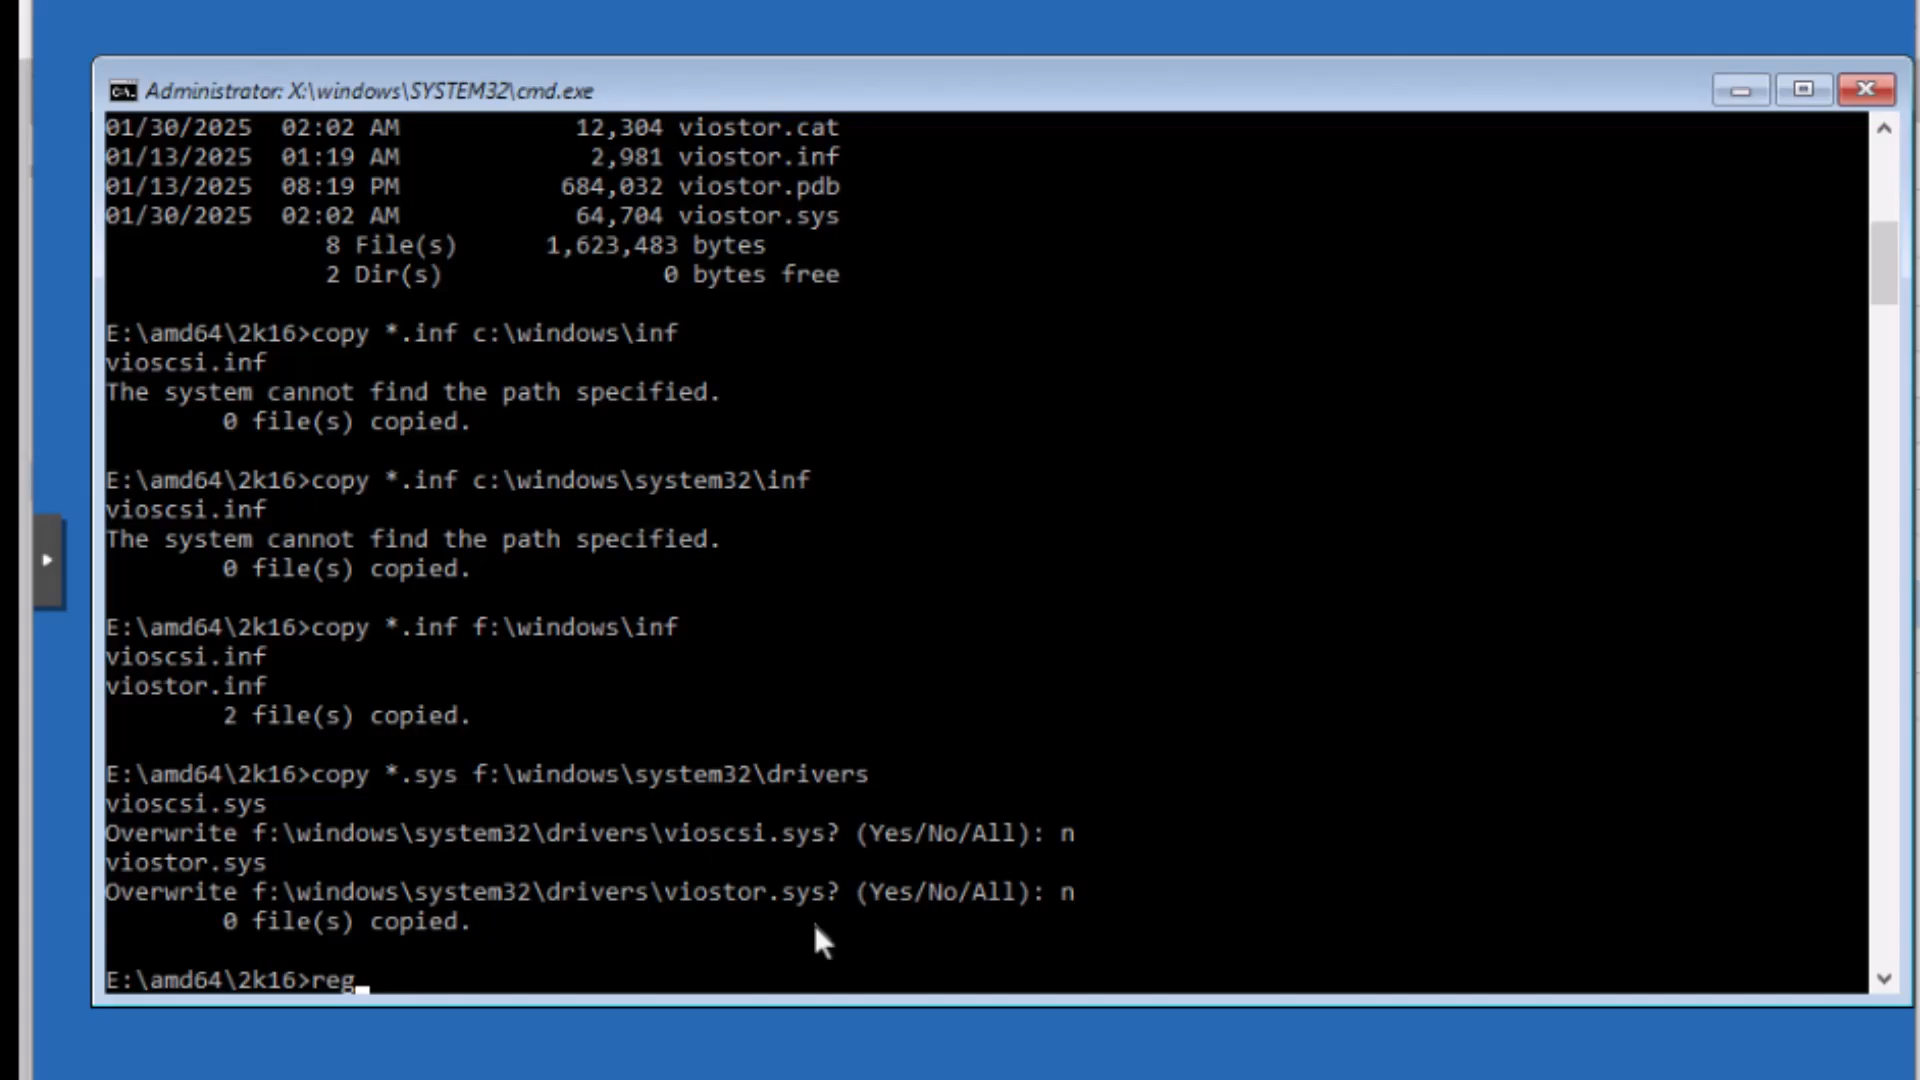 Administrator: X:\windows\SYSTEM32\cmd.exe
01/30/2025  02:02 AM            12,304 viostor.cat
01/13/2025  01:19 AM             2,981 viostor.inf
01/13/2025  08:19 PM           684,032 viostor.pdb
01/30/2025  02:02 AM            64,704 viostor.sys
               8 File(s)      1,623,483 bytes
               2 Dir(s)               0 bytes free
E:\amd64\2k16>copy *.inf c:\windows\inf
vioscsi.inf
The system cannot find the path specified.
        0 file(s) copied.
E:\amd64\2k16>copy *.inf c:\windows\system32\inf
vioscsi.inf
The system cannot find the path specified.
        0 file(s) copied.
E:\amd64\2k16>copy *.inf f:\windows\inf
vioscsi.inf
viostor.inf
        2 file(s) copied.
E:\amd64\2k16>copy *.sys f:\windows\system32\drivers
vioscsi.sys
Overwrite f:\windows\system32\drivers\vioscsi.sys? (Yes/No/All): n
viostor.sys
Overwrite f:\windows\system32\drivers\viostor.sys? (Yes/No/All): n
        0 file(s) copied.
E:\amd64\2k16>reg